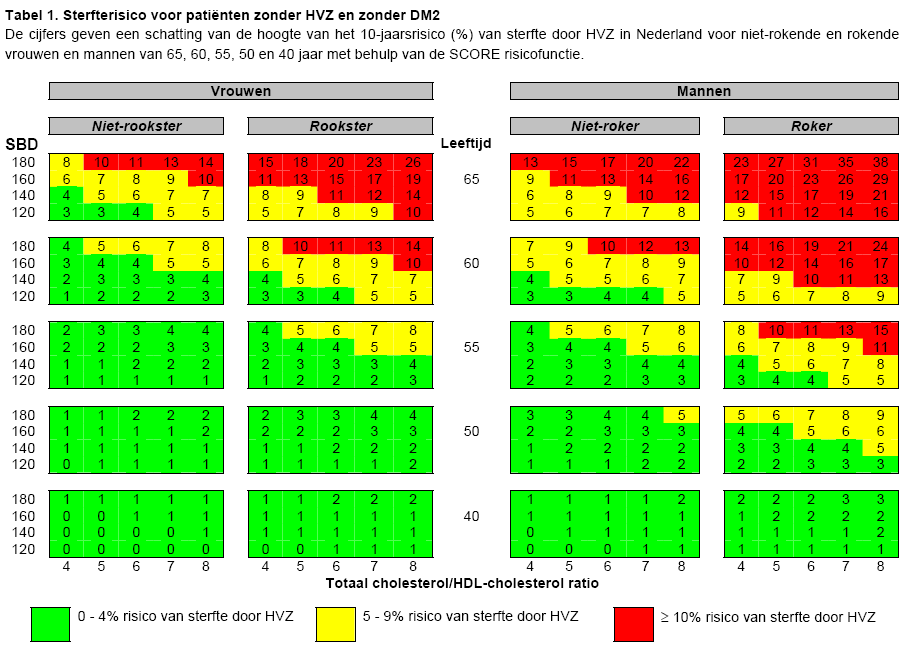 Tabel 1. Sterfterisico voor patiënten zonder HVZ en zonder DM2
De cijfers geven een schatting van de hoogte van het 10-jaarsrisico (%) van sterfte door HVZ in Nederland voor niet-rokende en rokende
vrouwen en mannen van 65, 60, 55, 50 en 40 jaar met behulp van de SCORE risicofunctie.
Vrouwen Mannen
Niet-rookster Rookster Niet-roker Roker
SBD Leeftijd
180 8 10 11 13 14 15 18 20 23 26 13 15 17 20 22 23 27 31 35 38
160 6 7 8 9 10 11 13 15 17 19 65 9 11 13 14 16 17 20 23 26 29
140 4 5 6 7 7 8 9 11 12 14 6 8 9 10 12 12 15 17 19 21
120 3 3 4 5 5 5 7 8 9 10 5 6 7 7 8 9 11 12 14 16
180 4 5 6 7 8 8 10 11 13 14 7 9 10 12 13 14 16 19 21 24
160 3 4 4 5 5 6 7 8 9 10 60 5 6 7 8 9 10 12 14 16 17
140 2 3 3 3 4 4 5 6 7 7 4 5 5 6 7 7 9 10 11 13
120 1 2 2 2 3 3 3 4 5 5 3 3 4 4 5 5 6 7 8 9
180 2 3 3 4 4 4 5 6 7 8 4 5 6 7 8 8 10 11 13 15
160 2 2 2 3 3 3 4 4 5 5 55 3 4 4 5 6 6 7 8 9 11
140 1 1 2 2 2 2 3 3 3 4 2 3 3 4 4 4 5 6 7 8
120 1 1 1 1 1 1 2 2 2 3 2 2 2 3 3 3 4 4 5 5
180 1 1 2 2 2 2 3 3 4 4 3 3 4 4 5 5 6 7 8 9
160 1 1 1 1 2 2 2 2 3 3 50 2 2 3 3 3 4 4 5 6 6
140 1 1 1 1 1 1 1 2 2 2 1 2 2 2 2 3 3 4 4 5
120 0 1 1 1 1 1 1 1 1 2 1 1 1 2 2 2 2 3 3 3
180 1 1 1 1 1 1 1 2 2 2 1 1 1 1 2 2 2 2 3 3
160 0 0 1 1 1 1 1 1 1 1 40 1 1 1 1 1 1 2 2 2 2
140 0 0 0 0 1 1 1 1 1 1 0 1 1 1 1 1 1 1 1 2
120 0 0 0 0 0 0 0 1 1 1 0 0 0 1 1 1 1 1 1 1
4 5 6 7 8 4 5 6 7 8 4 5 6 7 8 4 5 6 7 8
Totaal cholesterol/HDL-cholesterol ratio
0 - 4% risico van sterfte door HVZ 5 - 9% risico van sterfte door HVZ ≥ 10% risico van sterfte door HVZ